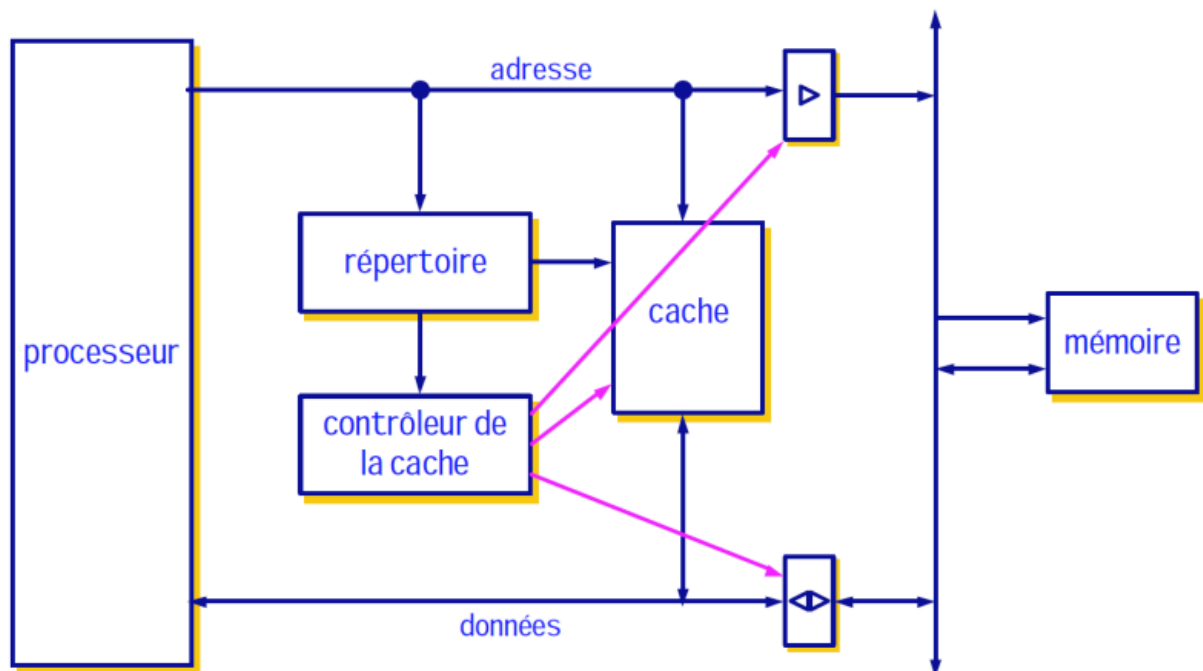 adresse
répertoire
cache
processeur
mémoire
contrôleur de
la cache
données